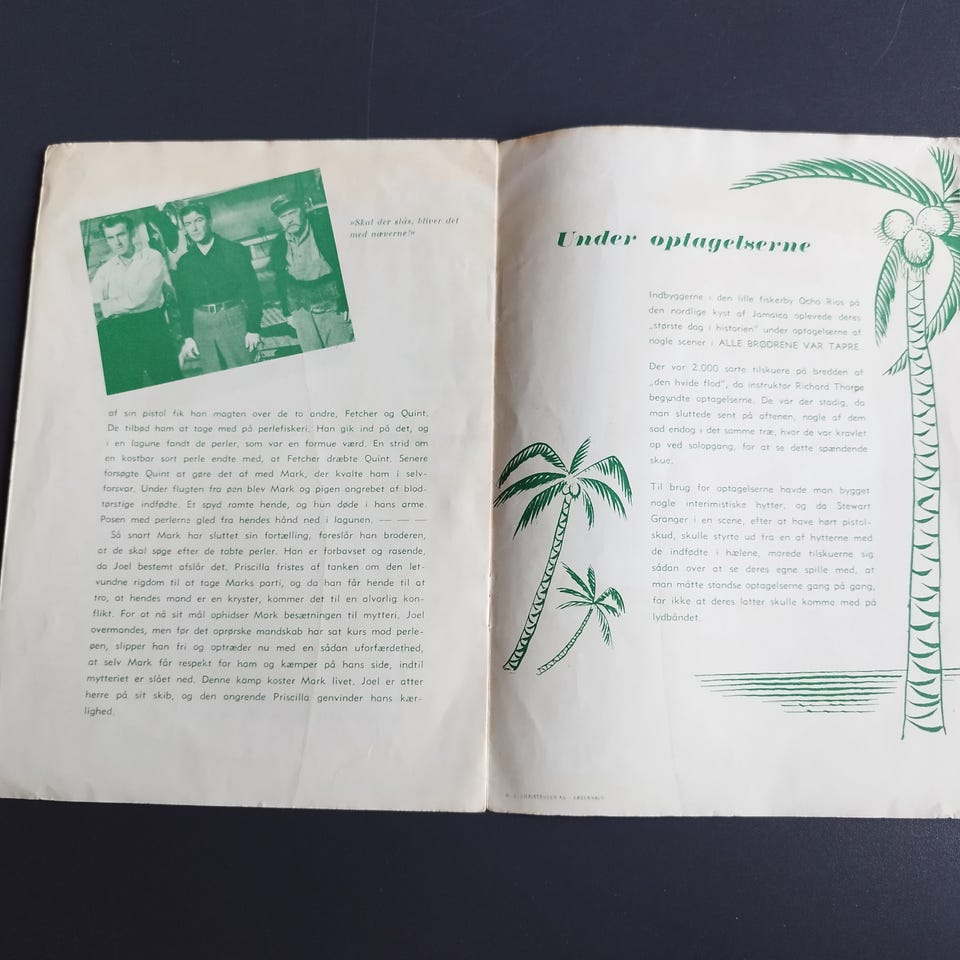 »Skal der slås, bliver det
med næverne!«
af sin pistol fik han magten over de to andre, Fetcher og Quint.
De tilbød ham at tage med på perlefiskeri. Han gik ind på det, og
i en lagune fandt de perler, som var en formue værd. En strid om
en kostbar sort perle endte med, at Fetcher dræbte Quint. Senere
forsøgte Quint at gøre det af med Mark, der kvalte ham i selv-
forsvar. Under flugten fra øen blev Mark og pigen angrebet af blod-
tørstige indfødte. Et spyd ramte hende, og hun døde i hans arme.
Posen med perlerne gled fra hendes hånd ned i lagunen. — — —
Så snart Mark har sluttet sin fortælling, foreslår han broderen,
at de skal søge efter de tabte perler. Han er forbavset og rasende,
da Joel bestemt afslår det. Priscilla fristes af tanken om den let-
vundne rigdom til at tage Marks parti, og da han får hende til at
tro, at hendes mand er en kryster, kommer det til en alvorlig kon-
flikt. For at nå sit mål ophidser Mark besætningen til mytteri. Joel
overmandes, men før det oprørske mandskab har sat kurs mod perle-
øen, slipper han fri og optræder nu med en sådan uforfærdethed,
at selv Mark får respekt for ham og kæmper på hans side, indtil
mytteriet er slået ned. Denne kamp koster Mark livet. Joel er atter
herre på sit skib, og den angrende Priscilla genvinder hans kær-
lighed.
Under optagelserne
Indbyggerne i den lille fiskerby Ocho Rios på
den nordlige kyst af Jamaica oplevede deres
„største dag i historien” under optagelserne af
nogle scener i ALLE BRØDRENE VAR TAPRE.
Der var 2.000 sorte tilskuere på bredden af
„den hvide flod”, da instruktør Richard Thorpe
begyndte optagelserne. De var der stadig, da
man sluttede sent på aftenen, nogle af dem
sad endog i det samme træ, hvor de var kravlet
op ved solopgang, for at se dette spændende
skue.
Til brug for optagelserne havde man bygget
nogle interimistiske hytter, og da Stewart
Granger i en scene, efter at have hørt pistol-
skud, skulle styrte ud fra en af hytterne med
de indfødte i hælene, morede tilskuerne sig
sådan over at se deres egne spille med, at
man måtte standse optagelserne gang på gang,
for ikke at deres latter skulle komme med på
lydbåndet.
CHRISTENSEN